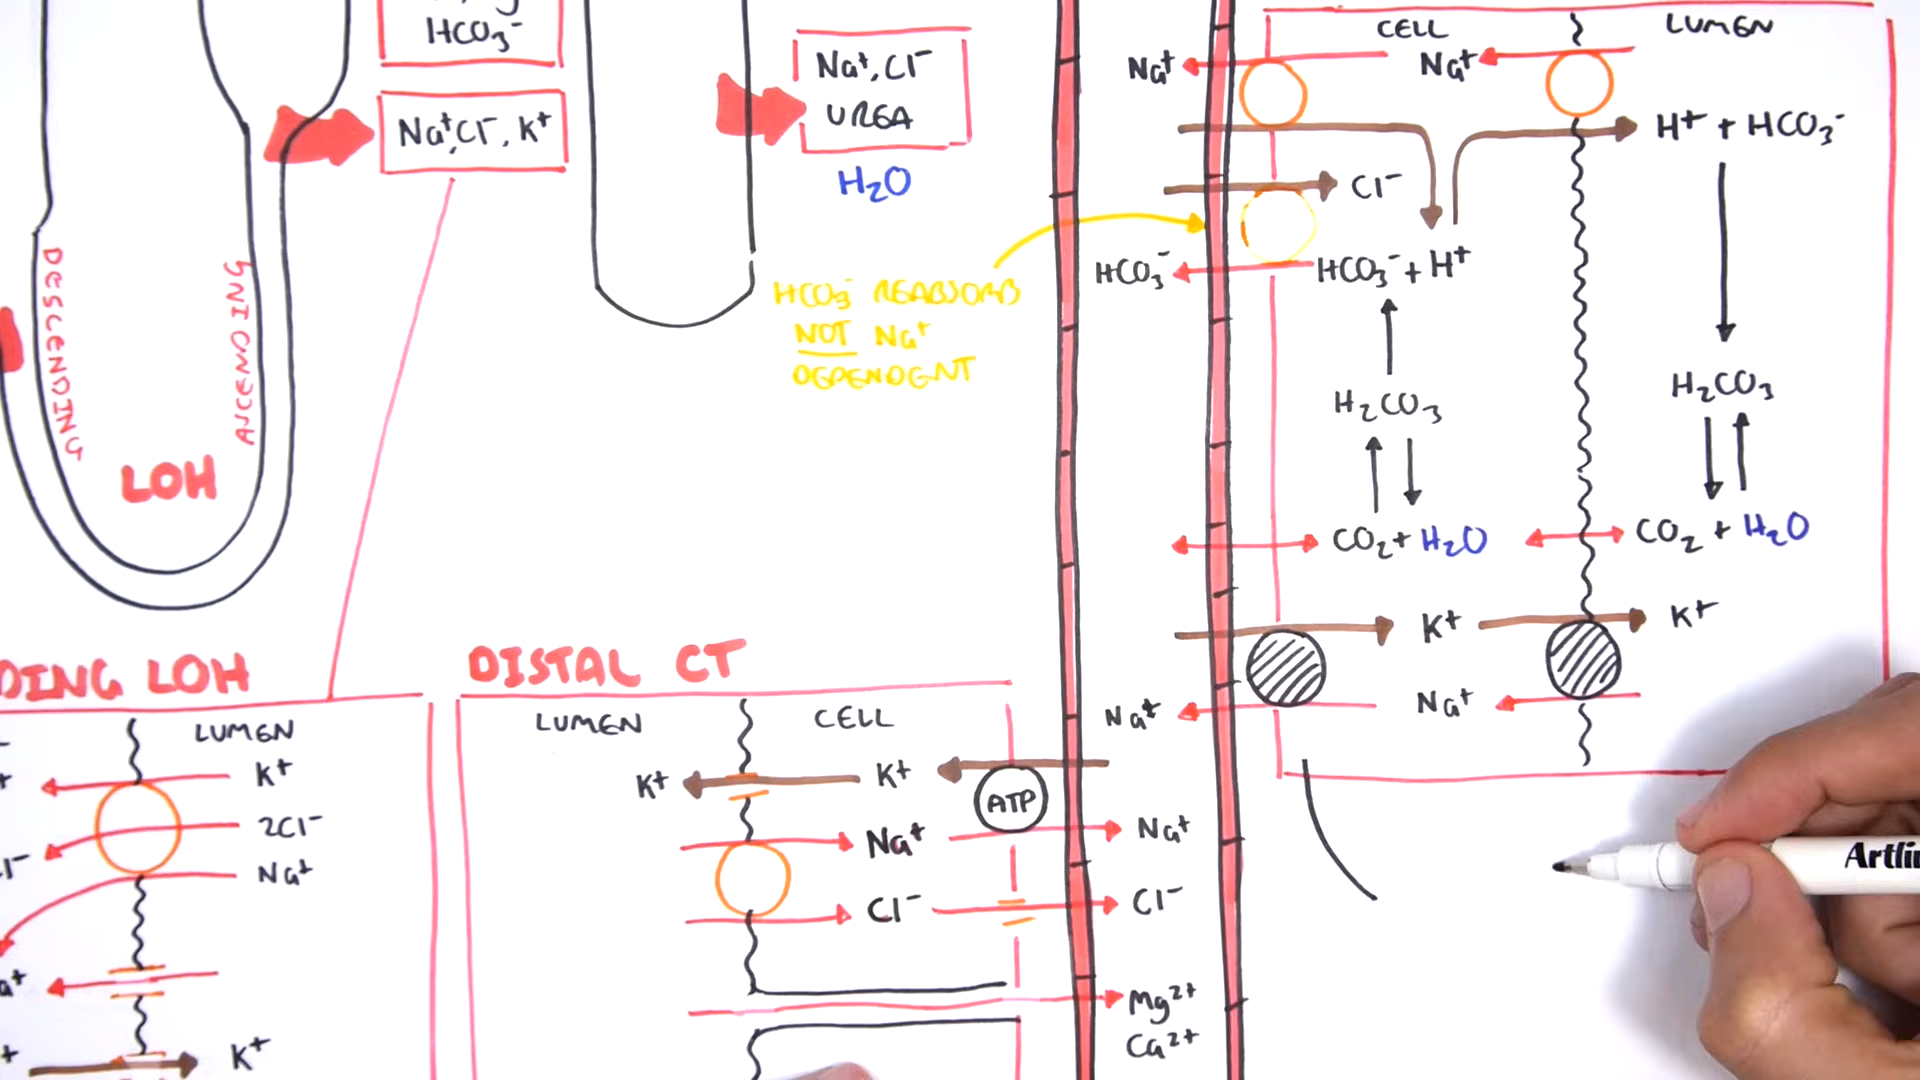 HCO₃⁻
Na⁺, Cl⁻, K⁺
DESCENDING
ASCENDING
LOH
Na⁺, Cl⁻
UREA
H₂O
HCO₃⁻ REABSORB
NOT Na⁺
DEPENDENT
CELL
LUMEN
Na⁺
Na⁺
H⁺ + HCO₃⁻
Cl⁻
HCO₃⁻
HCO₃⁻ + H⁺
H₂CO₃
H₂CO₃
CO₂ + H₂O
CO₂ + H₂O
K⁺
K⁺
Na⁺
Na⁺
DING LOH
LUMEN
K⁺
2Cl⁻
Na⁺
K⁺
DISTAL CT
LUMEN
CELL
K⁺
K⁺
ATP
Na⁺
Na⁺
Cl⁻
Cl⁻
Mg²⁺
Ca²⁺
Artlin